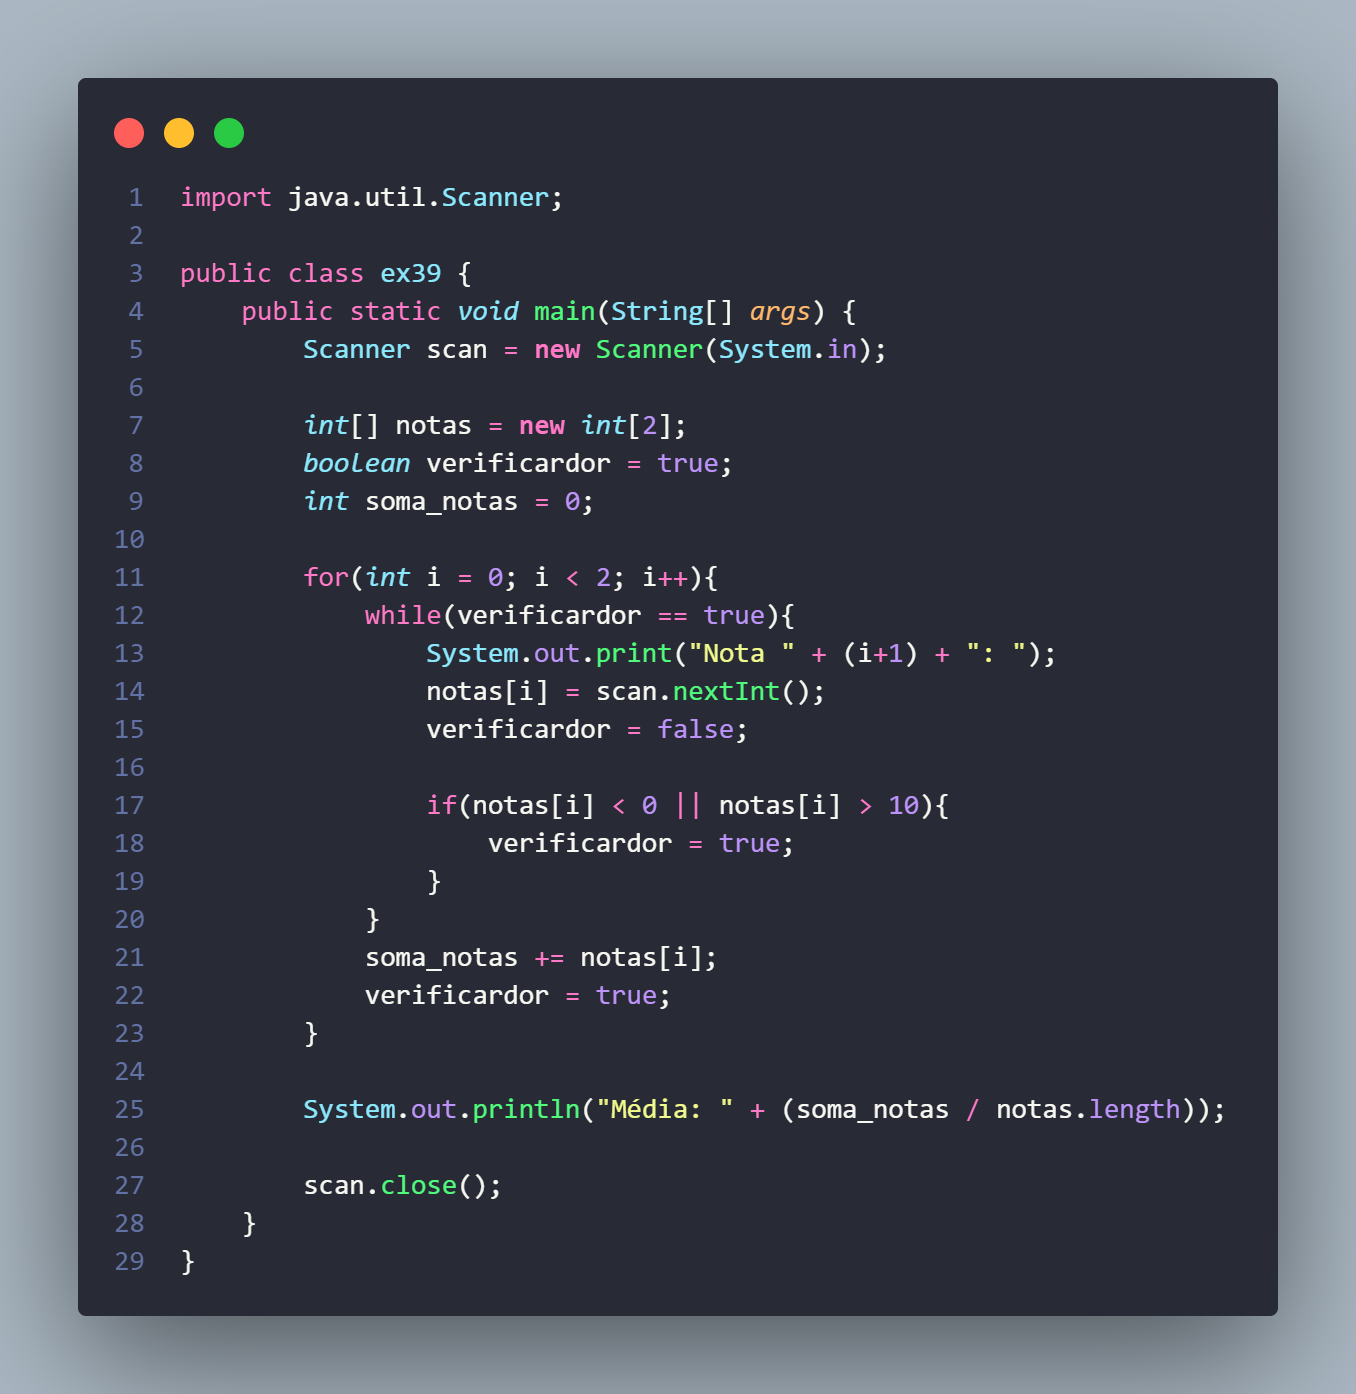 1 import java.util.Scanner;
2
3 public class ex39 {
4     public static void main(String[] args) {
5         Scanner scan = new Scanner(System.in);
6
7         int[] notas = new int[2];
8         boolean verificardor = true;
9         int soma_notas = 0;
10
11         for(int i = 0; i < 2; i++){
12             while(verificardor == true){
13                 System.out.print("Nota " + (i+1) + ": ");
14                 notas[i] = scan.nextInt();
15                 verificardor = false;
16
17                 if(notas[i] < 0 || notas[i] > 10){
18                     verificardor = true;
19                 }
20             }
21             soma_notas += notas[i];
22             verificardor = true;
23         }
24
25         System.out.println("Média: " + (soma_notas / notas.length));
26
27         scan.close();
28     }
29 }